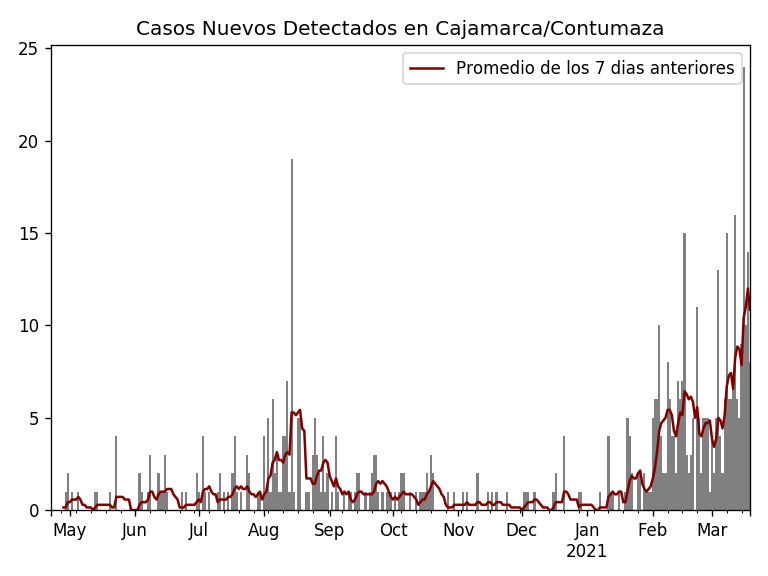 Casos Nuevos Detectados en Cajamarca/Contumaza
Promedio de los 7 dias anteriores
25
20
15
10
5
0
May Jun Jul Aug Sep Oct Nov Dec Jan Feb Mar
2021